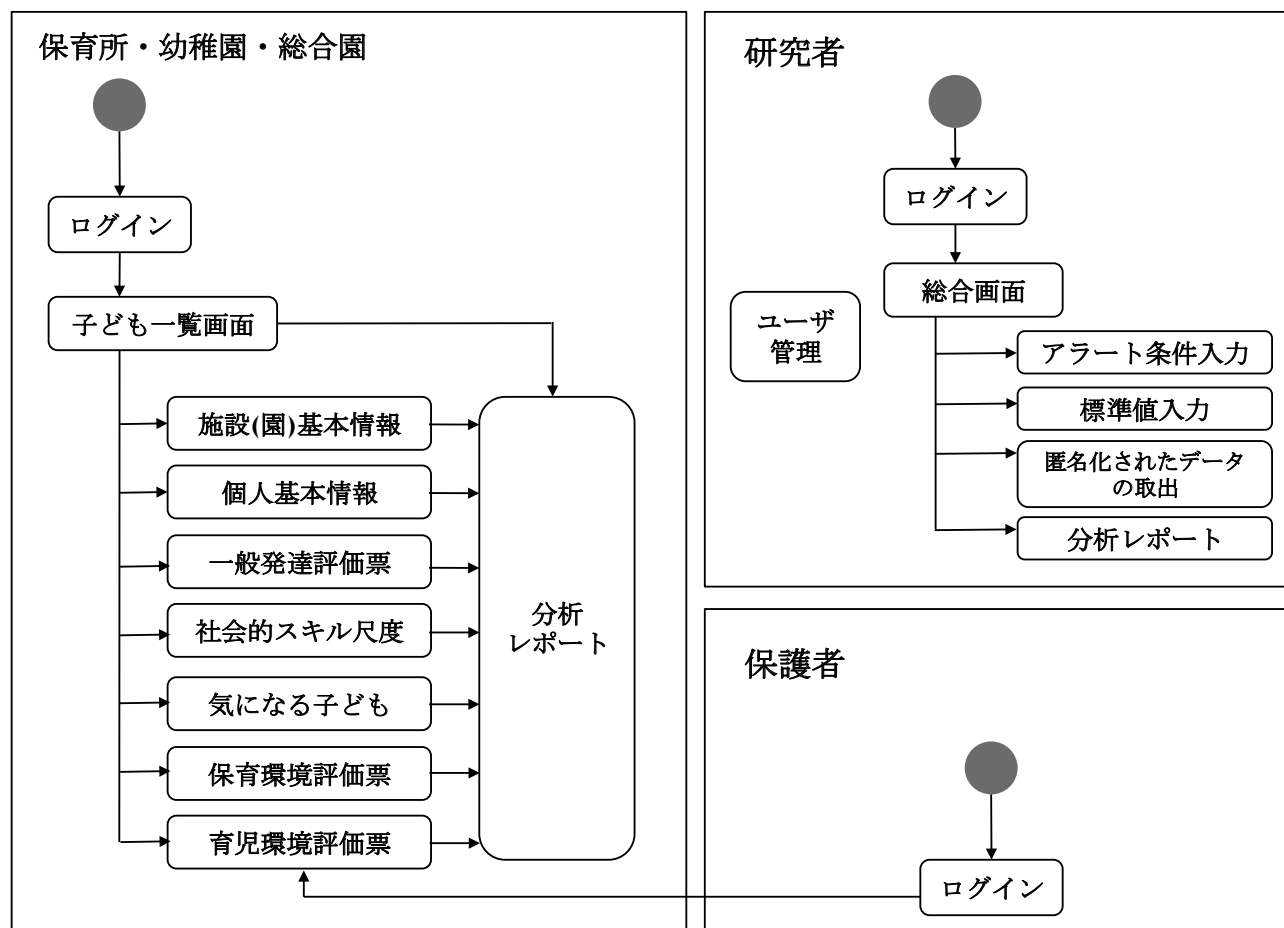 保育所・幼稚園・総合園
ログイン
子ども一覧画面
施設(園)基本情報
個人基本情報
一般発達評価票
社会的スキル尺度
気になる子ども
保育環境評価票
育児環境評価票
分析
レポート
研究者
ログイン
総合画面
ユーザ
管理
アラート条件入力
標準値入力
匿名化されたデータ
の取出
分析レポート
保護者
ログイン